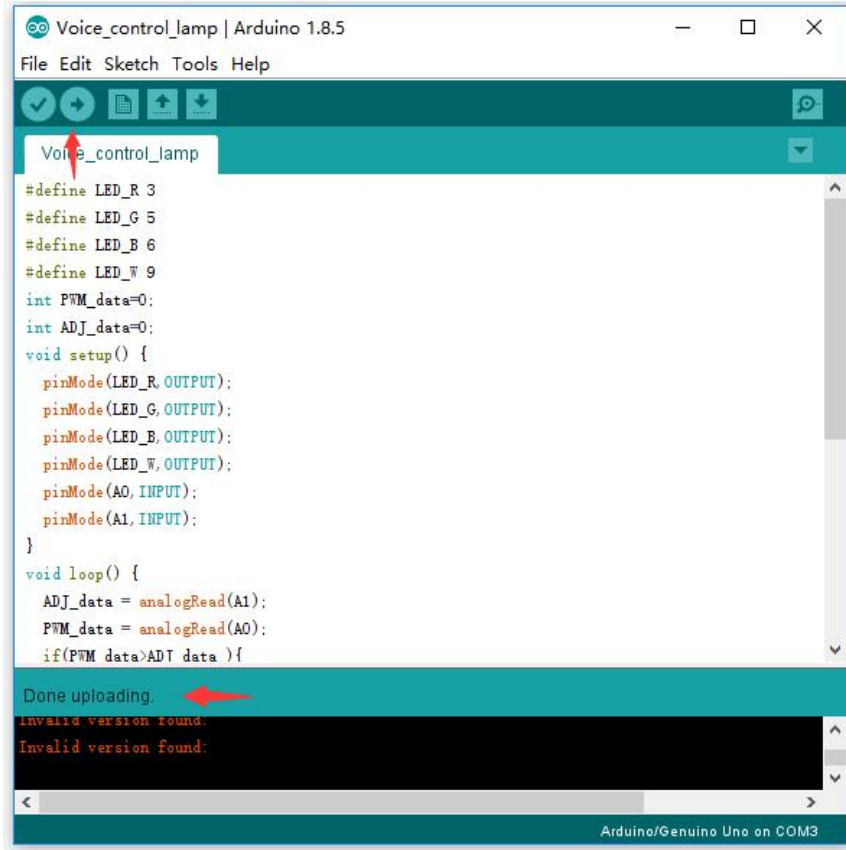 Voice_control_lamp | Arduino 1.8.5
File Edit Sketch Tools Help
Voice_control_lamp
#define LED_R 3
#define LED_G 5
#define LED_B 6
#define LED_W 9
int PWM_data=0;
int ADJ_data=0;
void setup() {
pinMode(LED_R,OUTPUT);
pinMode(LED_G,OUTPUT);
pinMode(LED_B,OUTPUT);
pinMode(LED_W,OUTPUT);
pinMode(A0,INPUT);
pinMode(A1,INPUT);
}
void loop() {
ADJ_data = analogRead(A1);
PWM_data = analogRead(A0);
if(PWM_data>ADJ_data ){
Done uploading.
Invalid version found:
Invalid version found:
Arduino/Genuino Uno on COM3